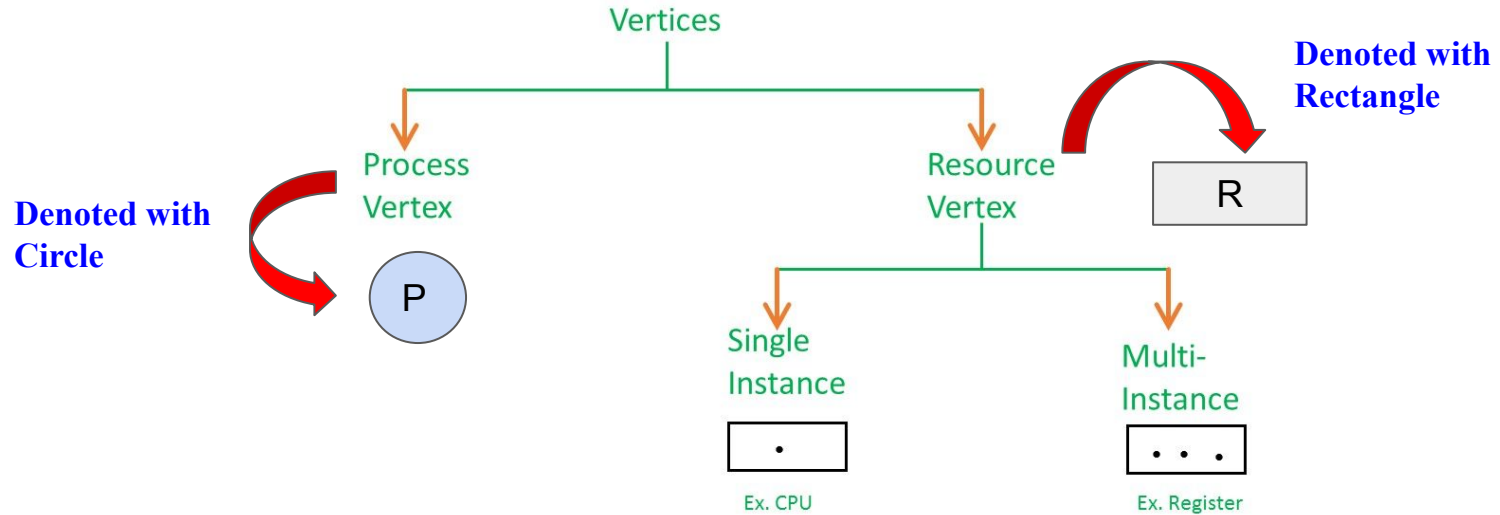 Vertices
Denoted with
Rectangle
Process
Vertex
Resource
Vertex
R
Denoted with
Circle
P
Single
Instance
Multi-
Instance
Ex. CPU
Ex. Register